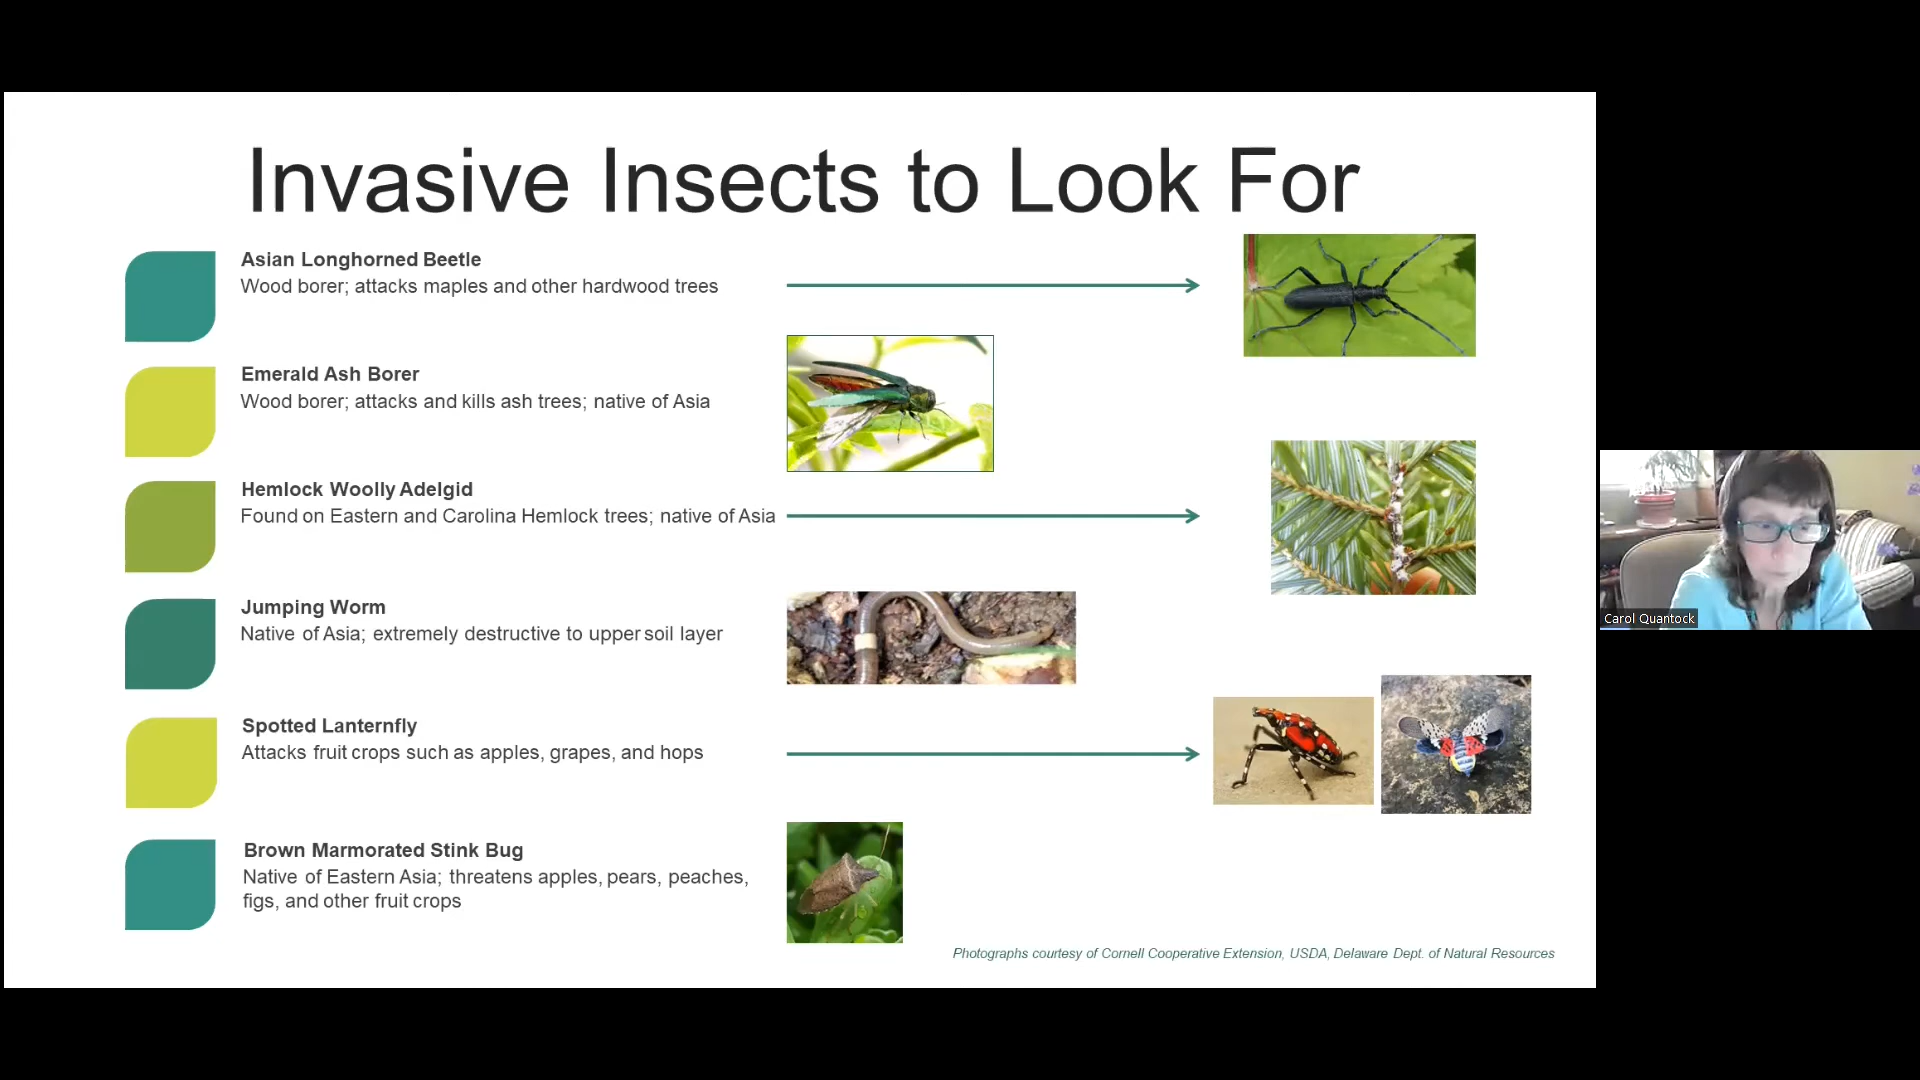 Invasive Insects to Look For
Asian Longhorned Beetle
Wood borer; attacks maples and other hardwood trees
Emerald Ash Borer
Wood borer; attacks and kills ash trees; native of Asia
Hemlock Woolly Adelgid
Found on Eastern and Carolina Hemlock trees; native of Asia
Jumping Worm
Native of Asia; extremely destructive to upper soil layer
Spotted Lanternfly
Attacks fruit crops such as apples, grapes, and hops
Brown Marmorated Stink Bug
Native of Eastern Asia; threatens apples, pears, peaches,
figs, and other fruit crops
Photographs courtesy of Cornell Cooperative Extension, USDA, Delaware Dept. of Natural Resources
Carol Quantock